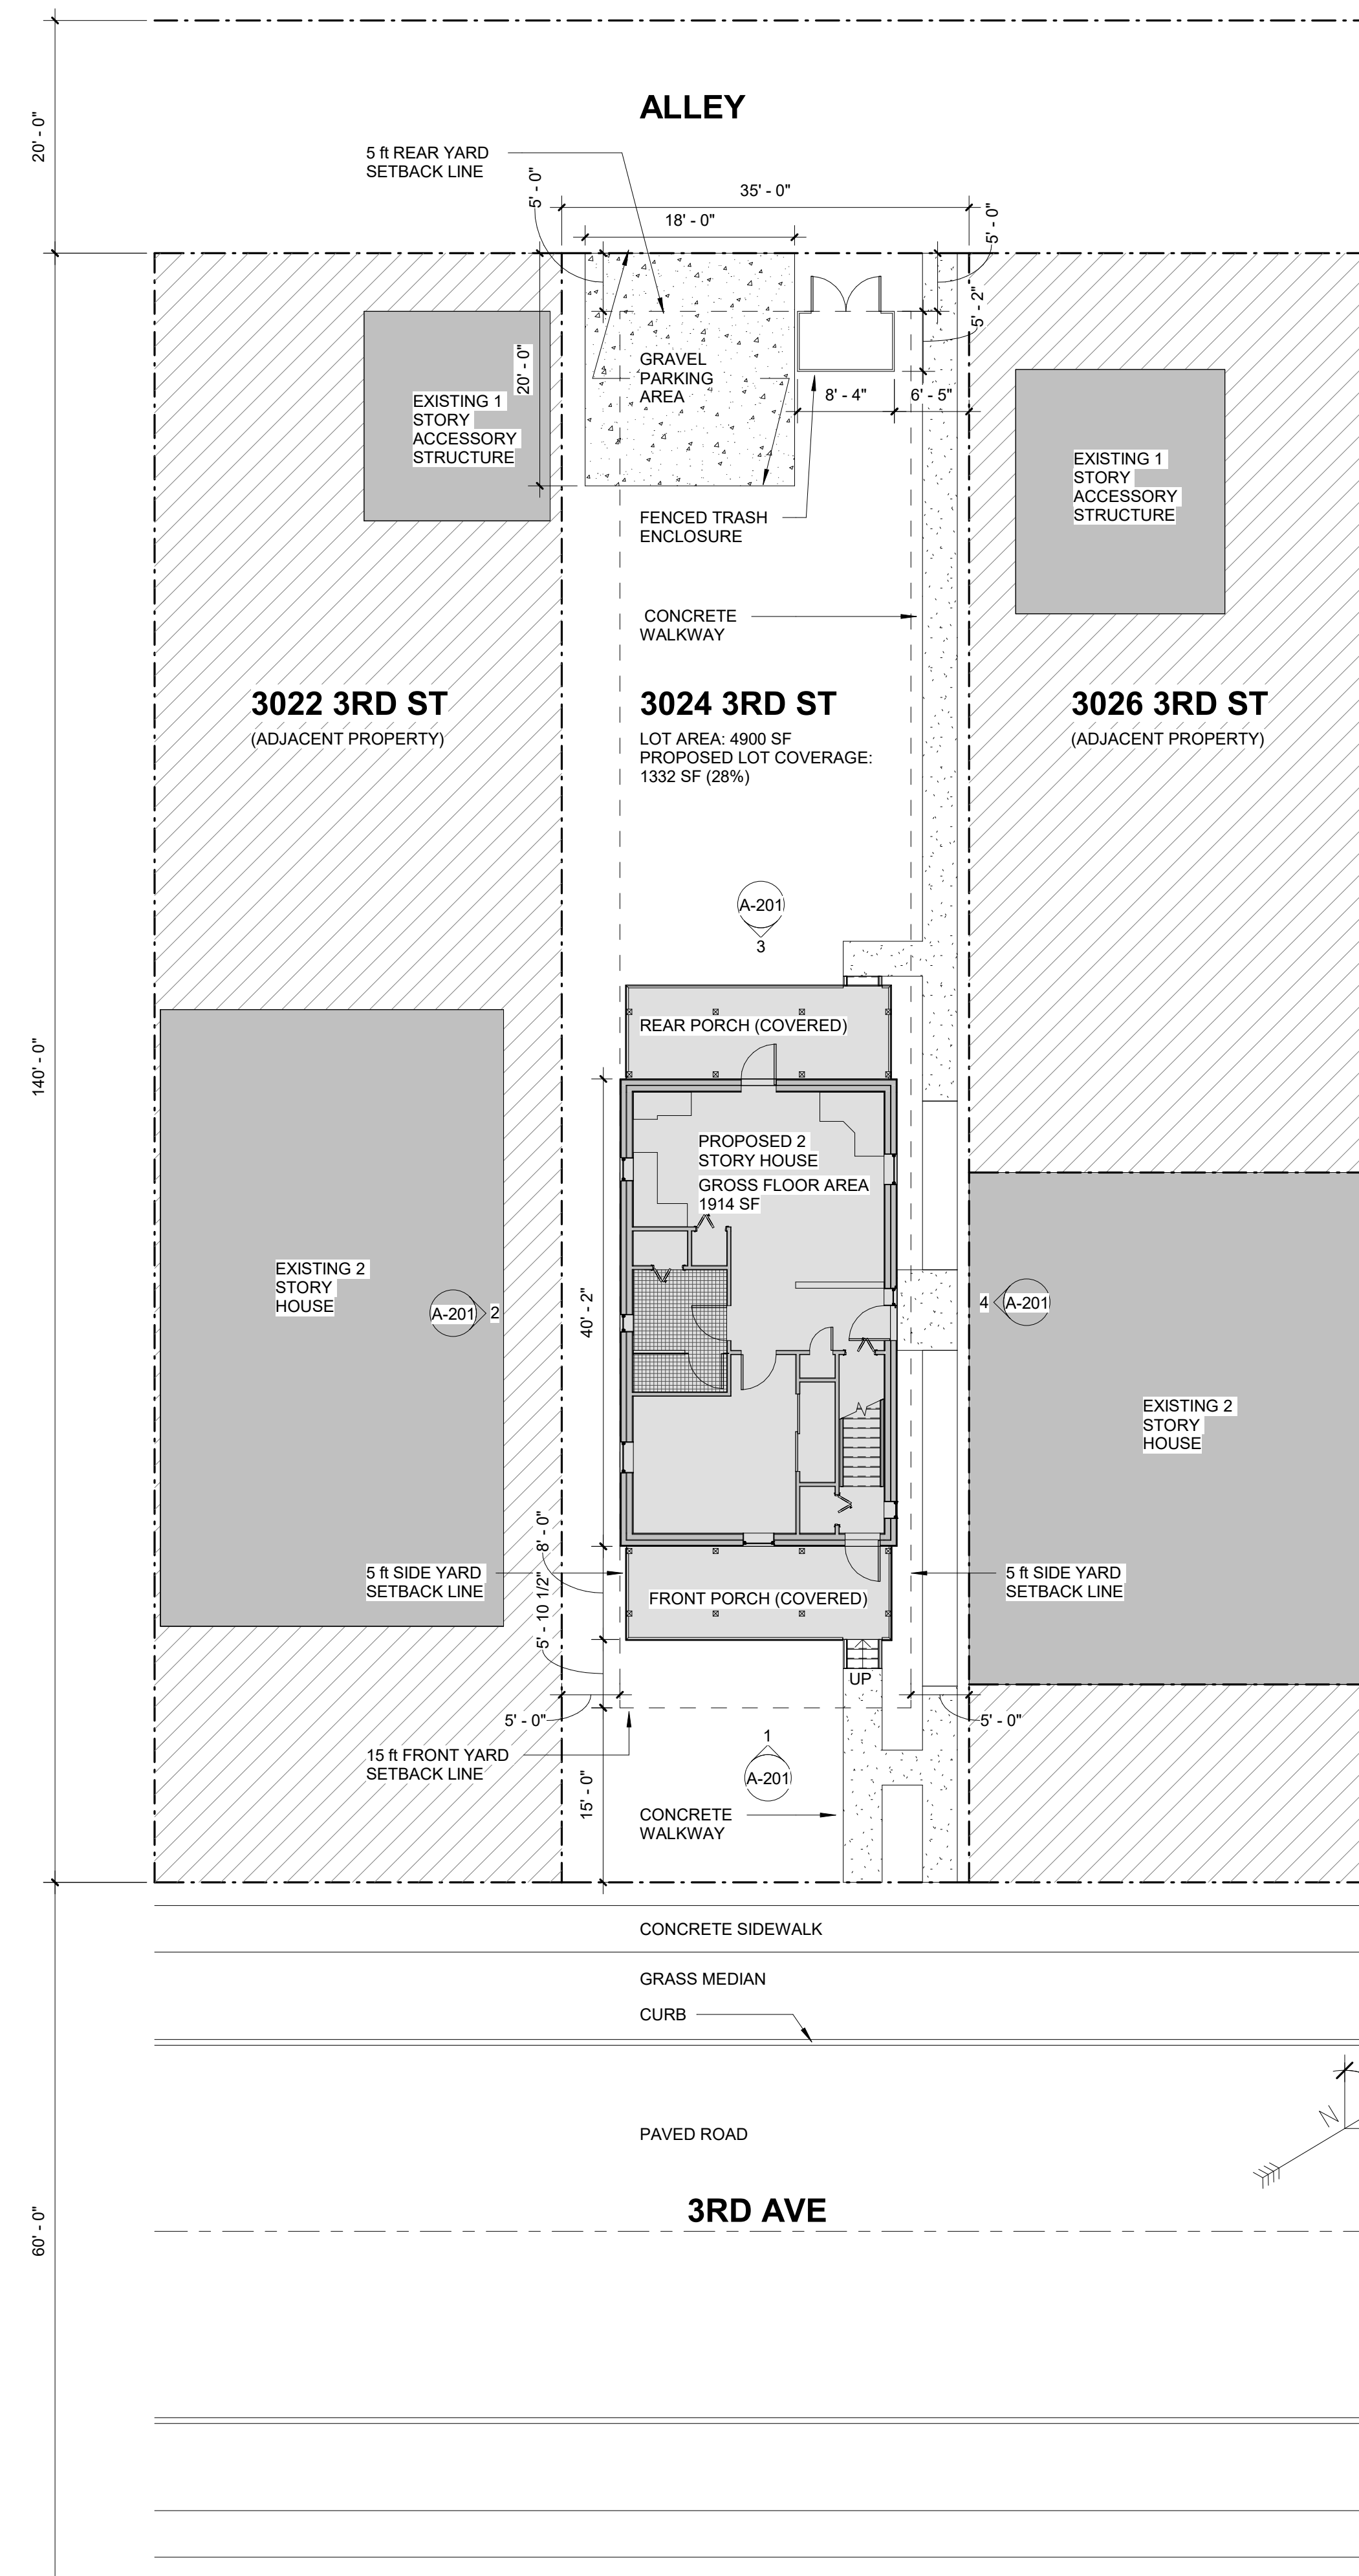 ALLEY
20' - 0"
5 ft REAR YARD
SETBACK LINE
5' - 0"
35' - 0"
18' - 0"
5' - 0"
5' - 2"
20' - 0"
GRAVEL
PARKING
AREA
8' - 4"
6' - 5"
EXISTING 1
STORY
ACCESSORY
STRUCTURE
EXISTING 1
STORY
ACCESSORY
STRUCTURE
FENCED TRASH
ENCLOSURE
CONCRETE
WALKWAY
3022 3RD ST
(ADJACENT PROPERTY)
3024 3RD ST
LOT AREA: 4900 SF
PROPOSED LOT COVERAGE:
1332 SF (28%)
3026 3RD ST
(ADJACENT PROPERTY)
A-201
3
REAR PORCH (COVERED)
140' - 0"
PROPOSED 2
STORY HOUSE
GROSS FLOOR AREA
1914 SF
EXISTING 2
STORY
HOUSE
A-201
2
40' - 2"
4
A-201
EXISTING 2
STORY
HOUSE
8' - 0"
5 ft SIDE YARD
SETBACK LINE
5' - 10 1/2"
FRONT PORCH (COVERED)
5 ft SIDE YARD
SETBACK LINE
UP
5' - 0"
5' - 0"
15 ft FRONT YARD
SETBACK LINE
1
A-201
15' - 0"
CONCRETE
WALKWAY
CONCRETE SIDEWALK
GRASS MEDIAN
CURB
N
PAVED ROAD
3RD AVE
60' - 0"